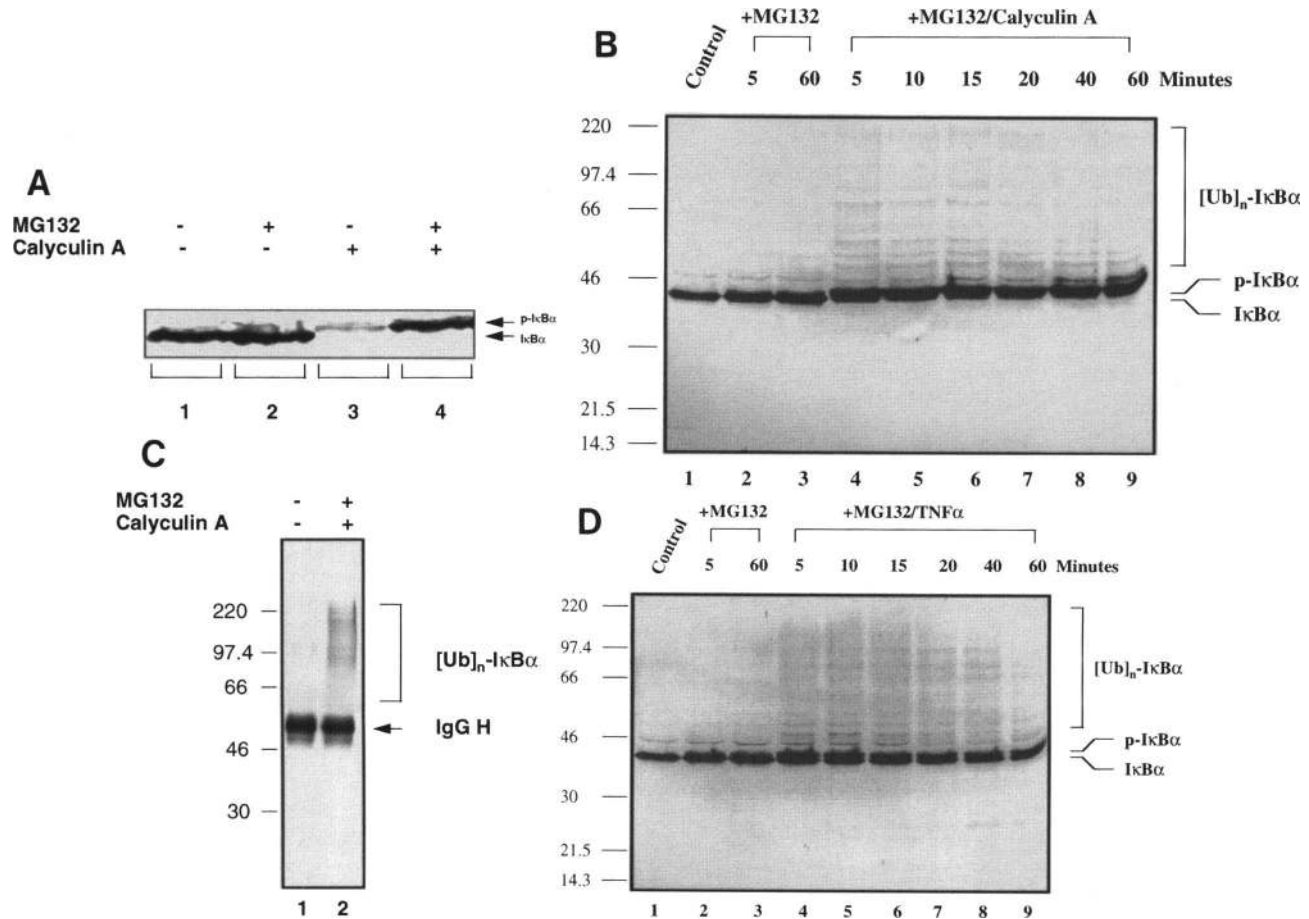 A
MG132 - + - +
Calyculin A - - + +
p-IκBα
IκBα
1 2 3 4
B
+MG132 +MG132/Calyculin A
Control 5 60 5 10 15 20 40 60 Minutes
220
97.4
66
46
30
21.5
14.3
[Ub]n-IκBα
p-IκBα
IκBα
1 2 3 4 5 6 7 8 9
C
MG132 - +
Calyculin A - +
220
97.4
66
46
30
[Ub]n-IκBα
IgG H
1 2
D
+MG132 +MG132/TNFα
Control 5 60 5 10 15 20 40 60 Minutes
220
97.4
66
46
30
21.5
14.3
[Ub]n-IκBα
p-IκBα
IκBα
1 2 3 4 5 6 7 8 9